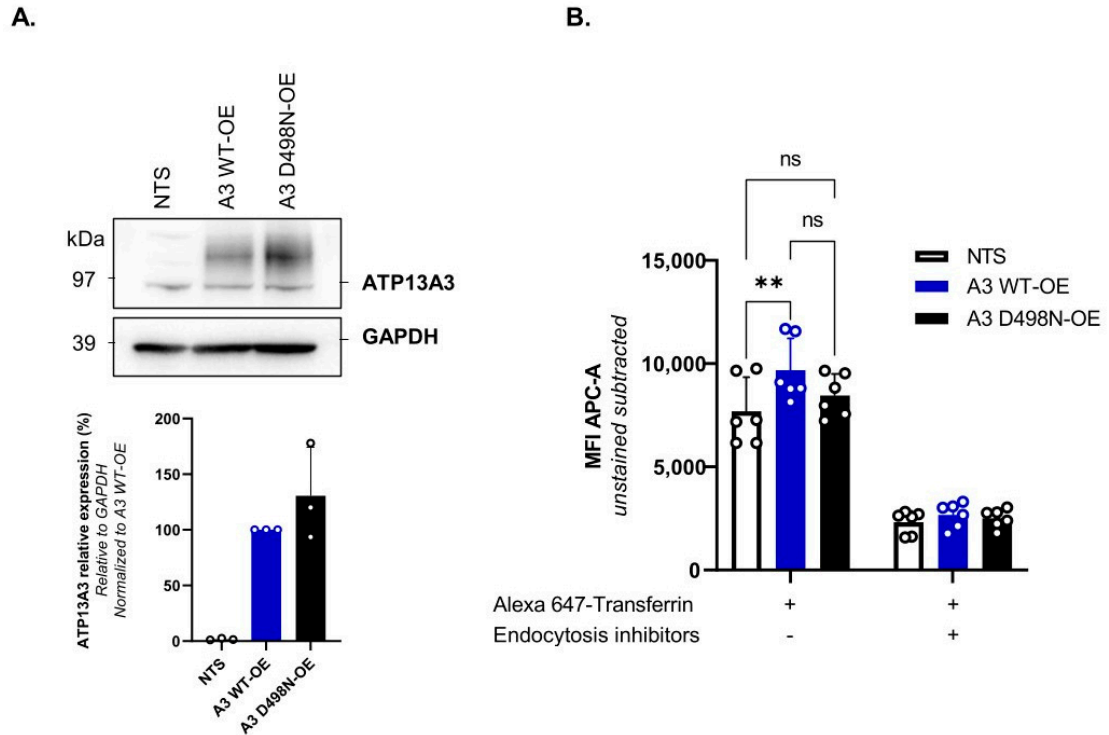 A.
NTS
A3 WT-OE
A3 D498N-OE
kDa
97
ATP13A3
39
GAPDH
ATP13A3 relative expression (%)
Relative to GAPDH
Normalized to A3 WT-OE
200
150
100
50
0
NTS
A3 WT-OE
A3 D498N-OE
B.
ns
ns
**
NTS
A3 WT-OE
A3 D498N-OE
MFI APC-A
unstained subtracted
15,000
10,000
5,000
0
Alexa 647-Transferrin + +
Endocytosis inhibitors - +